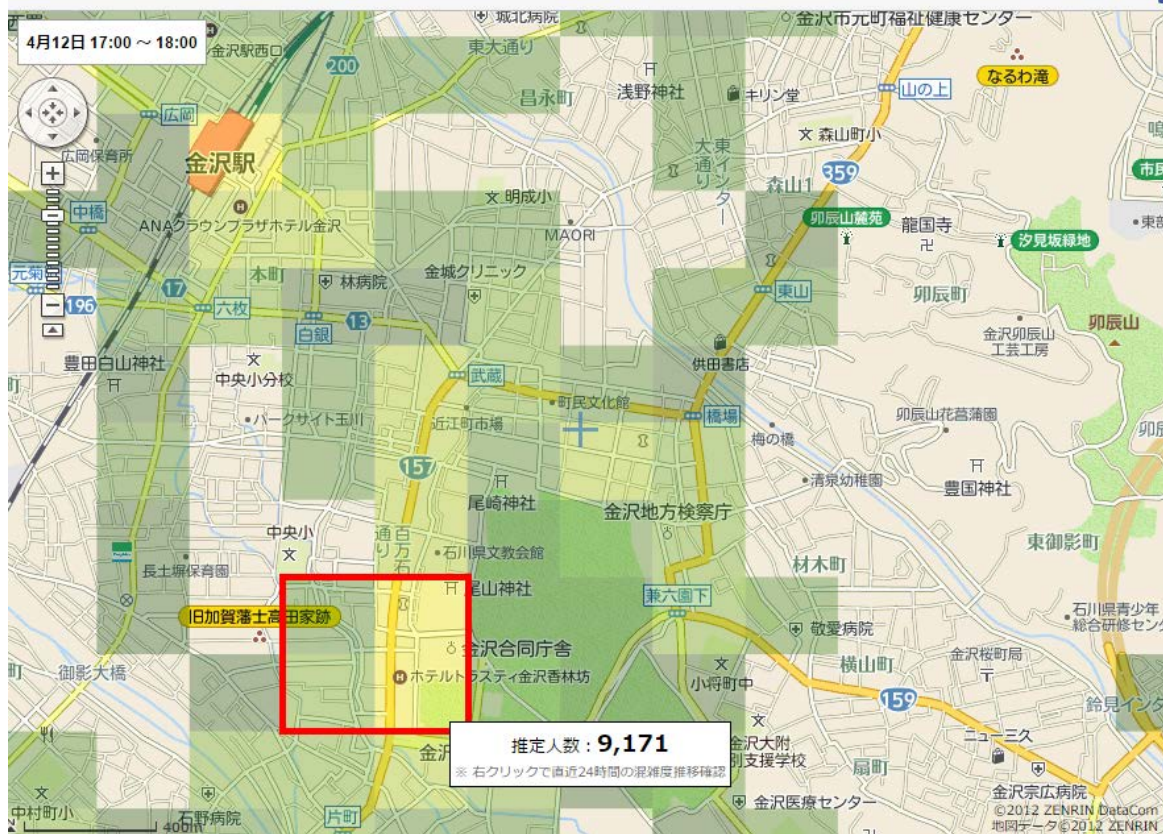 城北病院
金沢市元町福祉健康センター
4月12日 17:00 ～ 18:00
金沢駅西口
東大通り
200
なるわ滝
浅野神社
キリン堂
山の上
昌永町
広岡
森山町小
広岡保育所
金沢駅
東インター大通り
359
森山1
市民
明成小
中橋
ANAクラウンプラザホテル金沢
卯辰山麓苑
龍国寺
MAORI
汐見坂緑地
元菊
本町
林病院
金城クリニック
17
東山
卯辰町
196
六枚
13
白銀
金沢卯辰山
工芸工房
卯辰山
豊田白山神社
中央小分校
武蔵
供田書店
パークサイト玉川
近江町市場
町民文化館
橋場
卯辰山花菖蒲園
梅の橋
157
尾崎神社
清泉幼稚園
豊国神社
金沢地方検察庁
中央小
百万石通り
石川県文教会館
東御影町
長土塀保育園
材木町
尾山神社
兼六園下
旧加賀藩士高田家跡
石川県青少年
総合研修センタ
敬愛病院
金沢合同庁舎
横山町
金沢桜町局
御影大橋
ホテルトラスティ金沢香林坊
小将町中
159
鈴見インタ
推定人数：9,171
※ 右クリックで直近24時間の混雑度推移確認
金沢大附
別支援学校
ニュー三久
扇町
中村町小
石野病院
片町
金沢医療センター
金沢宗広病院
400m
©2012 ZENRIN DataCom
地図データ©2012 ZENRIN